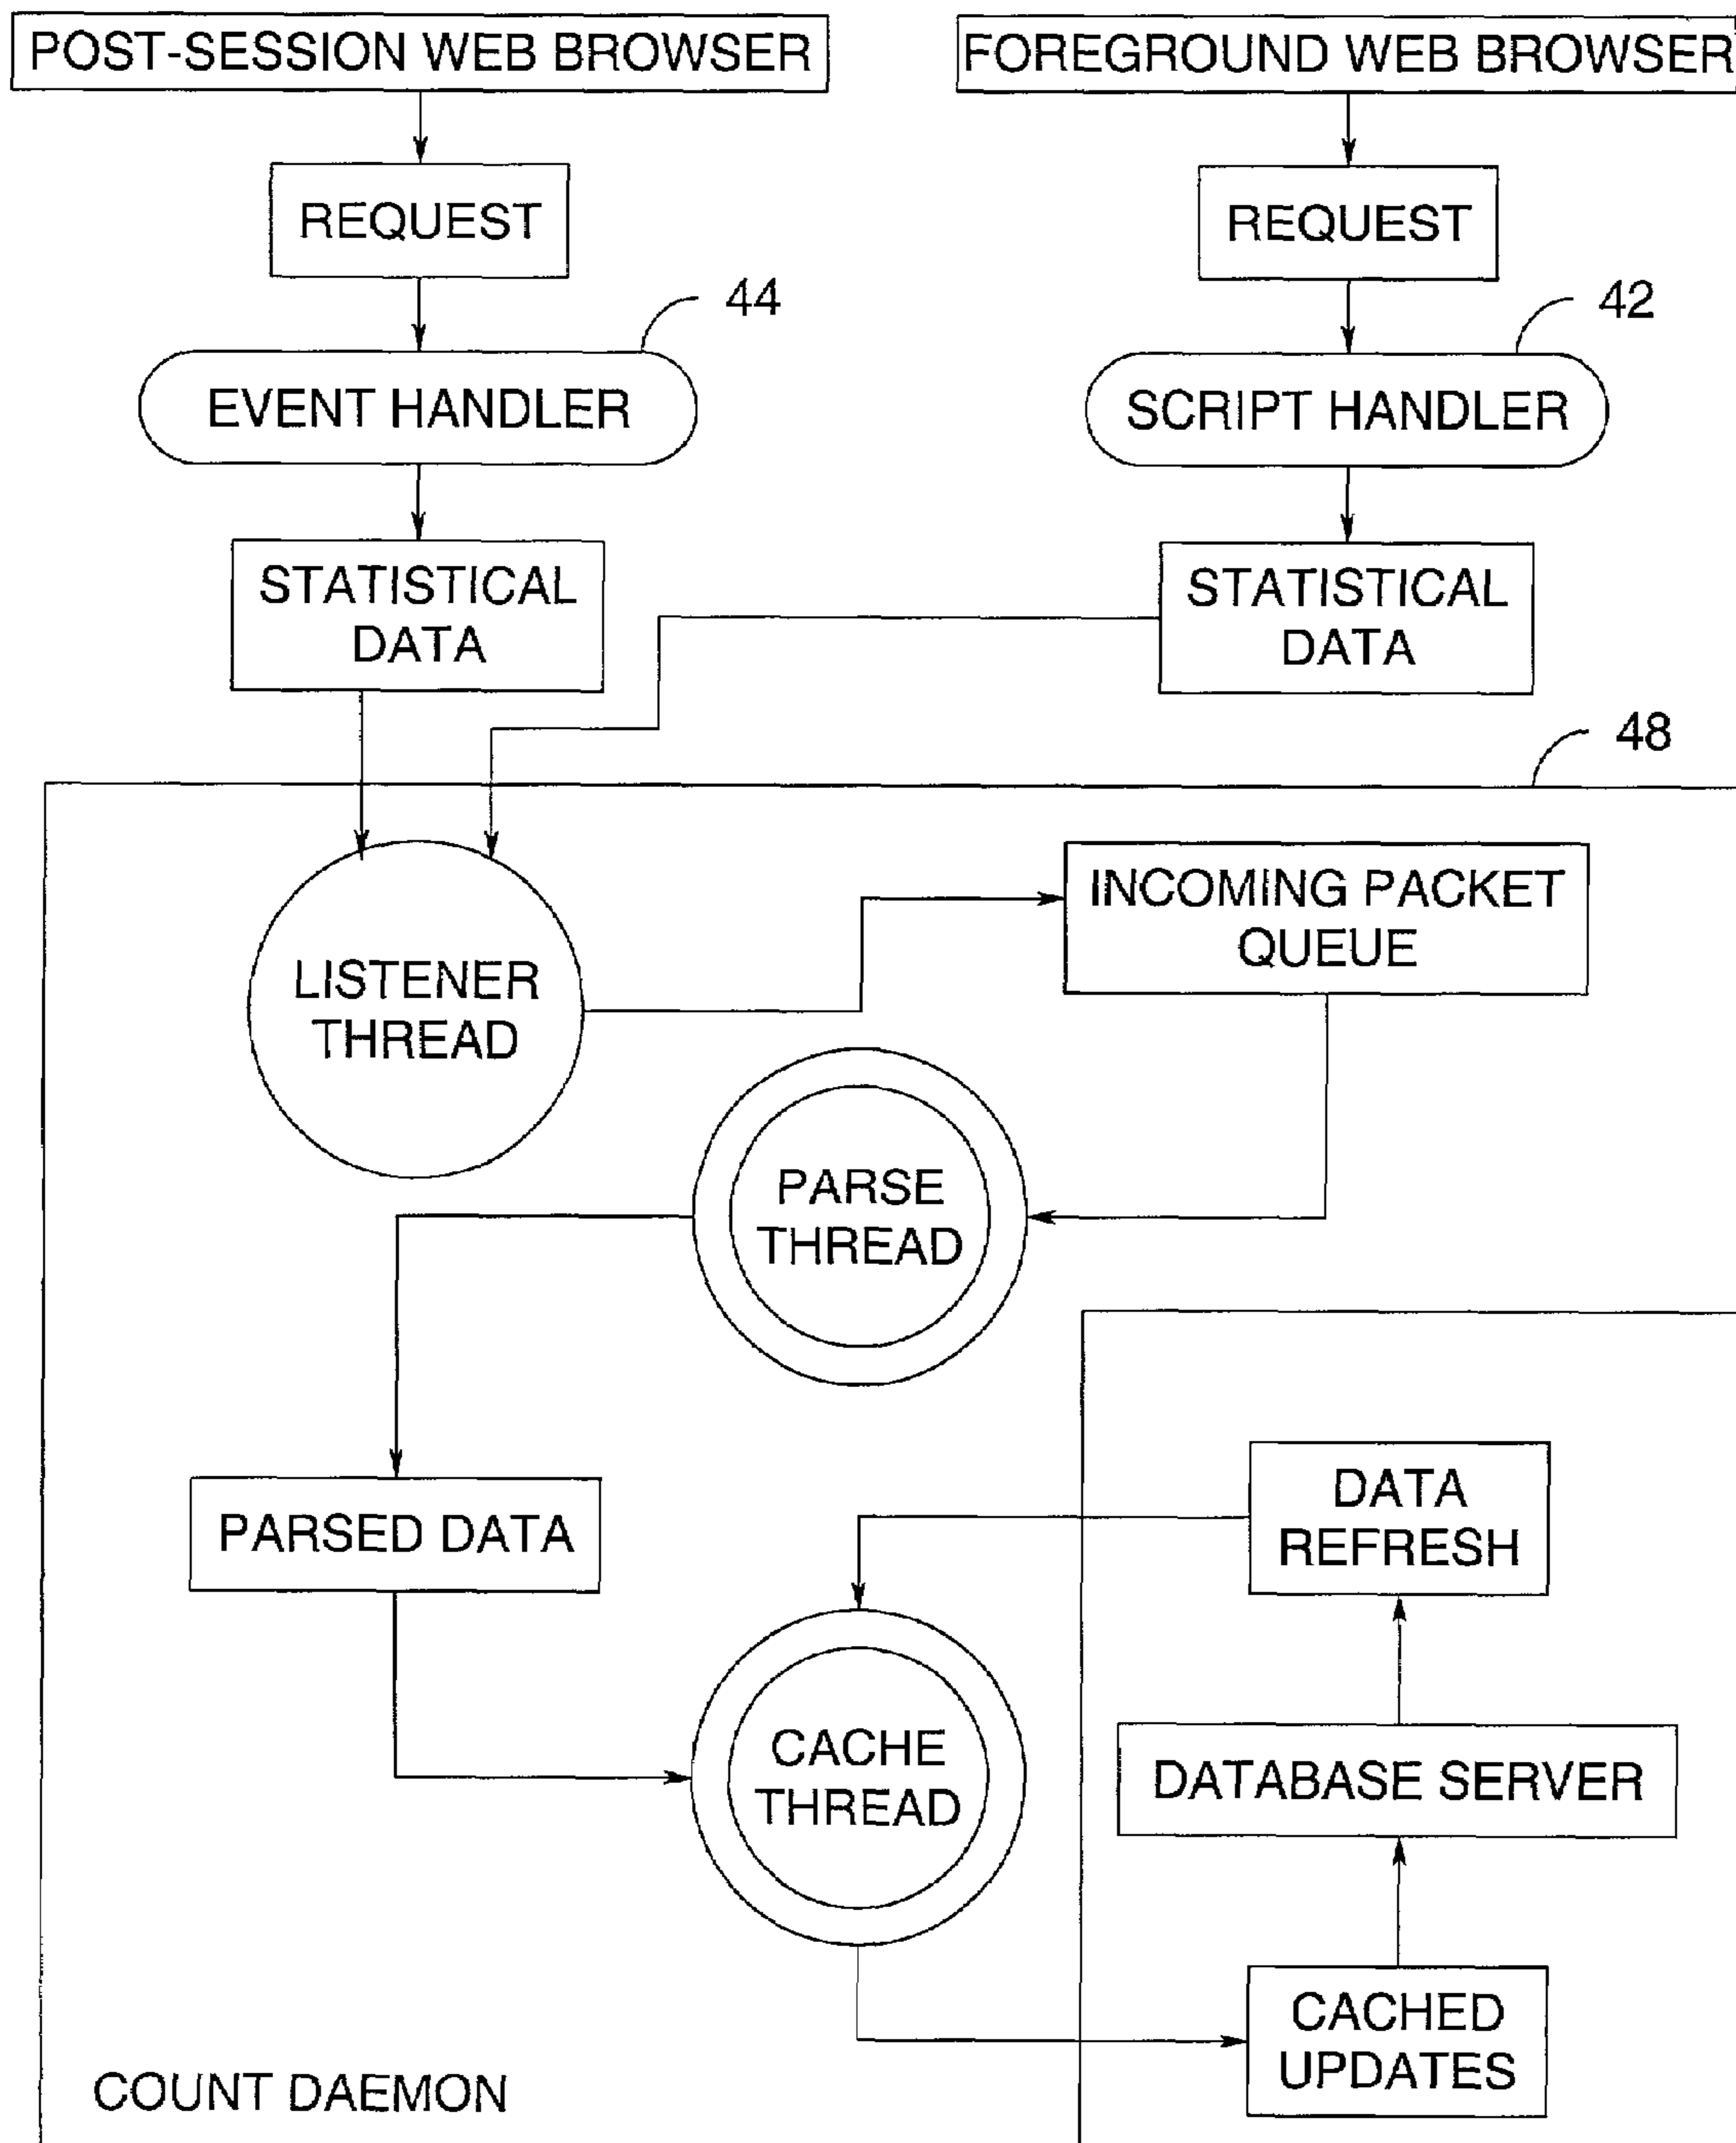 POST-SESSION WEB BROWSER
FOREGROUND WEB BROWSER
REQUEST
REQUEST
44
42
EVENT HANDLER
SCRIPT HANDLER
STATISTICAL
DATA
STATISTICAL
DATA
48
INCOMING PACKET
QUEUE
LISTENER
THREAD
PARSE
THREAD
PARSED DATA
DATA
REFRESH
CACHE
THREAD
DATABASE SERVER
CACHED
UPDATES
COUNT DAEMON